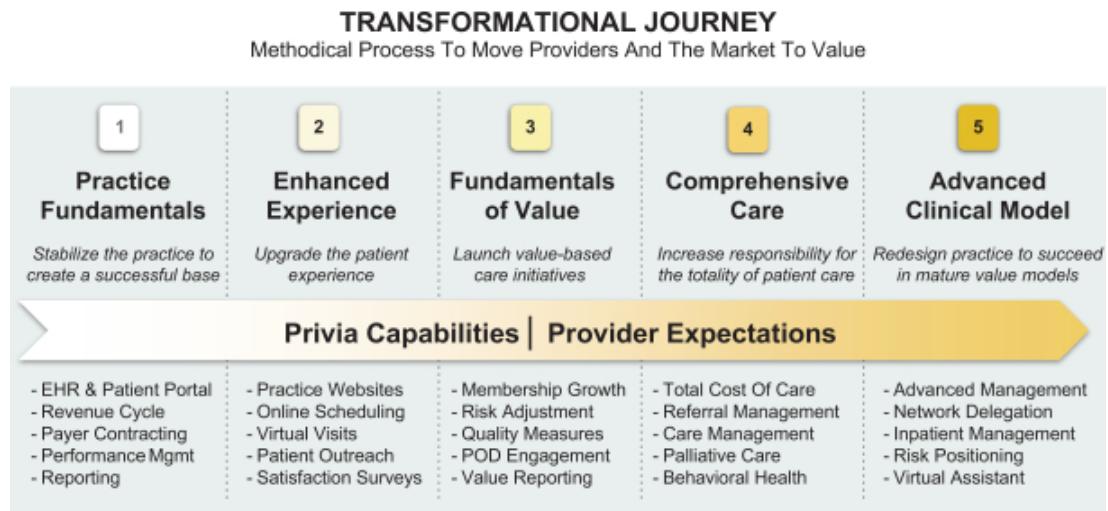 TRANSFORMATIONAL JOURNEY
Methodical Process To Move Providers And The Market To Value
1
Practice
Fundamentals
Stabilize the practice to
create a successful base
2
Enhanced
Experience
Upgrade the patient
experience
3
Fundamentals
of Value
Launch value-based
care initiatives
4
Comprehensive
Care
Increase responsibility for
the totality of patient care
5
Advanced
Clinical Model
Redesign practice to succeed
in mature value models
Privia Capabilities | Provider Expectations
- EHR & Patient Portal
- Revenue Cycle
- Payer Contracting
- Performance Mgmt
- Reporting
- Practice Websites
- Online Scheduling
- Virtual Visits
- Patient Outreach
- Satisfaction Surveys
- Membership Growth
- Risk Adjustment
- Quality Measures
- POD Engagement
- Value Reporting
- Total Cost Of Care
- Referral Management
- Care Management
- Palliative Care
- Behavioral Health
- Advanced Management
- Network Delegation
- Inpatient Management
- Risk Positioning
- Virtual Assistant